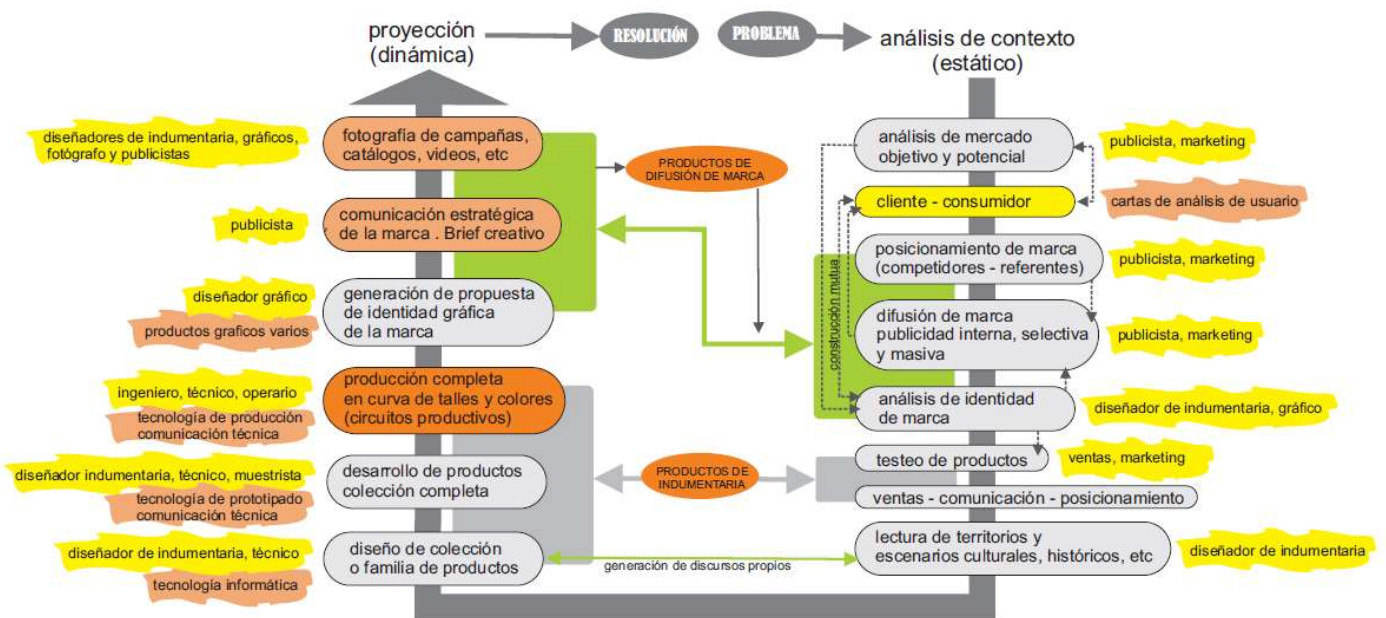 proyección
(dinámica)
RESOLUCIÓN
PROBLEMA
análisis de contexto
(estático)
diseñadores de indumentaria, gráficos,
fotógrafo y publicistas
fotografía de campañas,
catálogos, videos, etc
publicista
comunicación estratégica
de la marca . Brief creativo
diseñador gráfico
productos graficos varios
generación de propuesta
de identidad gráfica
de la marca
ingeniero, técnico, operario
tecnología de producción
comunicación técnica
producción completa
en curva de talles y colores
(circuitos productivos)
diseñador indumentaria, técnico, muestrista
tecnología de prototipado
comunicación técnica
desarrollo de productos
colección completa
diseñador de indumentaria, técnico
tecnología informática
diseño de colección
o familia de productos
PRODUCTOS DE
DIFUSIÓN DE MARCA
PRODUCTOS DE
INDUMENTARIA
generación de discursos propios
construcción mutua
análisis de mercado
objetivo y potencial
publicista, marketing
cliente - consumidor
cartas de análisis de usuario
posicionamiento de marca
(competidores - referentes)
publicista, marketing
difusión de marca
publicidad interna, selectiva
y masiva
publicista, marketing
análisis de identidad
de marca
diseñador de indumentaria, gráfico
testeo de productos
ventas, marketing
ventas - comunicación - posicionamiento
lectura de territorios y
escenarios culturales, históricos, etc
diseñador de indumentaria